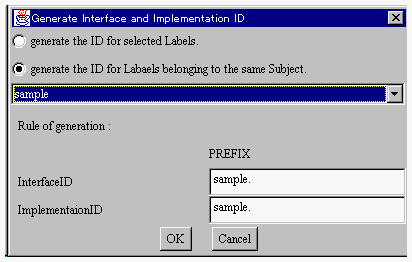 Generate Interface and Implementation ID
generate the ID for selected Labels.
generate the ID for Labaels belonging to the same Subject.
sample
Rule of generation :
PREFIX
InterfaceID
sample.
ImplementaionID
sample.
OK
Cancel